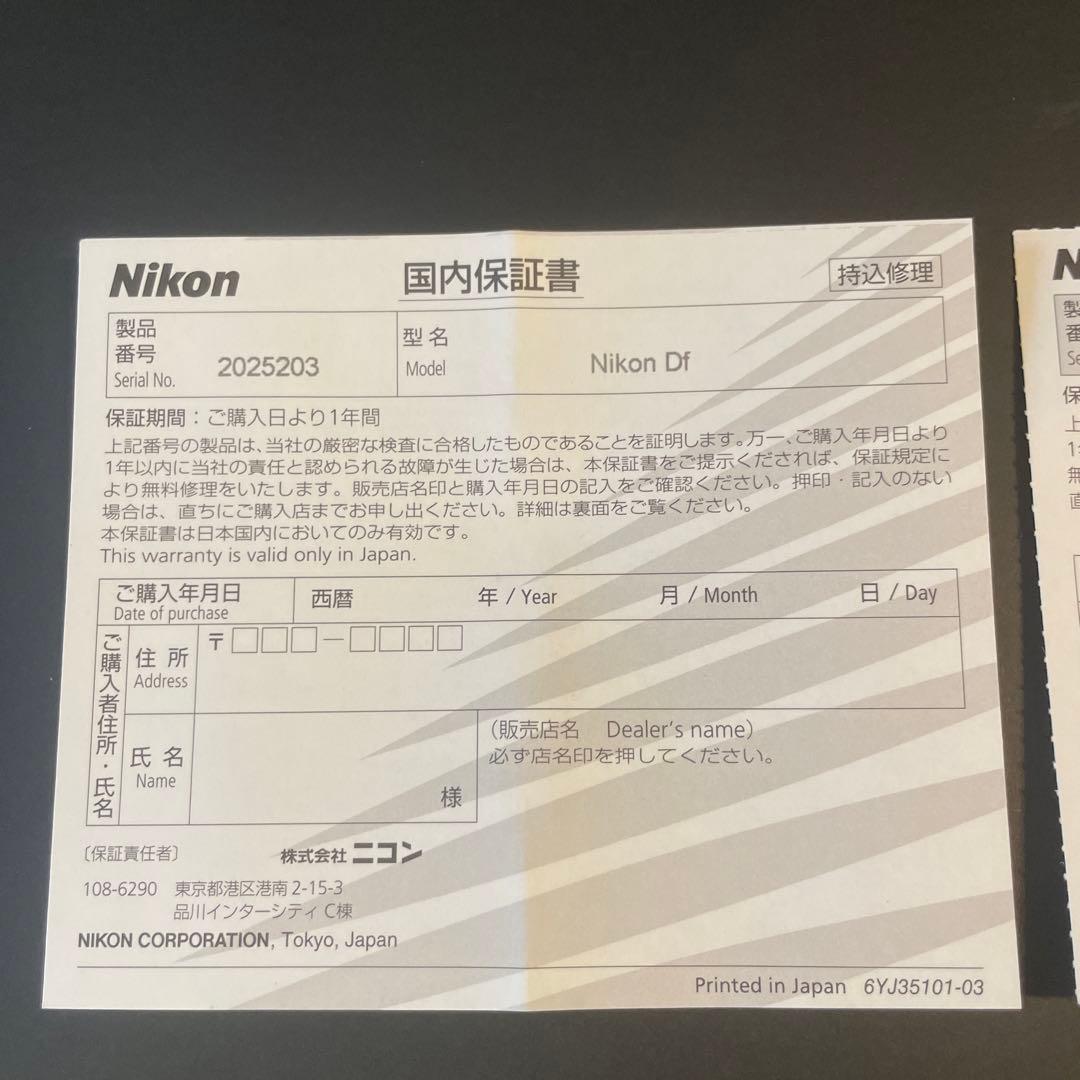 Nikon 国内保証書 持込修理
製品
番号
Serial No. 2025203
型名
Model Nikon Df
保証期間：ご購入日より1年間
上記番号の製品は、当社の厳密な検査に合格したものであることを証明します。万一、ご購入年月日より
1年以内に当社の責任と認められる故障が生じた場合は、本保証書をご提示くだされば、保証規定に
より無料修理をいたします。販売店名印と購入年月日の記入をご確認ください。押印・記入のない
場合は、直ちにご購入店までお申し出ください。詳細は裏面をご覧ください。
本保証書は日本国内においてのみ有効です。
This warranty is valid only in Japan.
ご購入年月日
Date of purchase
西暦 年 / Year 月 / Month 日 / Day
ご購入者住所・氏名
住所
Address
〒□□□－□□□□
氏名
Name
様
（販売店名 Dealer's name）
必ず店名印を押してください。
〔保証責任者〕 株式会社ニコン
108-6290 東京都港区港南 2-15-3
品川インターシティ C棟
NIKON CORPORATION, Tokyo, Japan
Printed in Japan 6YJ35101-03